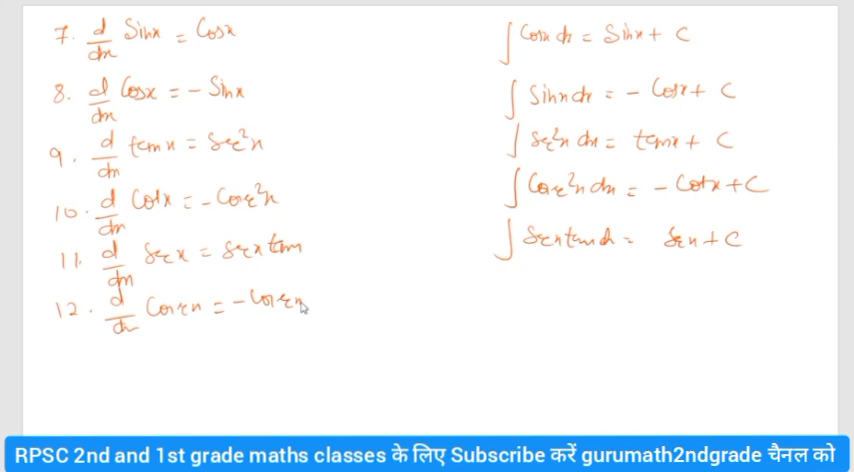 7. d/dx Sinx = Cosx
∫ Cosx dx = Sinx + C
8. d/dx Cosx = - Sinx
∫ Sinx dx = - Cosx + C
9. d/dx tanx = Sec²x
∫ Sec²x dx = tanx + C
10. d/dx Cotx = - Cosec²x
∫ Cosec²x dx = - Cotx + C
11. d/dx Secx = Secx tanx
∫ Secx tanx dx = Secx + C
12. d/dx Cosecx = - Cosecx
RPSC 2nd and 1st grade maths classes के लिए Subscribe करें gurumath2ndgrade चैनल को